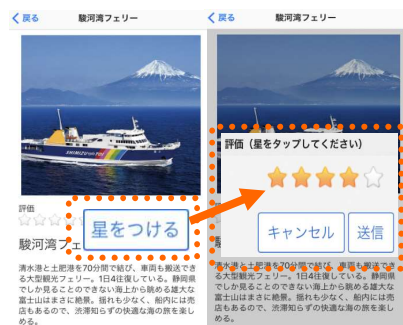 戻る
駿河湾フェリー
評価
星をつける
駿河湾フェ
清水港と土肥港を70分間で結び、車両も搬送でき
る大型観光フェリー。1日4往復している。静岡県
でしか見ることのできない海上から眺める雄大な
富士山はまさに絶景。揺れも少なく、船内には売
店もあるので、渋滞知らずの快適な海の旅を楽し
める。
戻る
駿河湾フェリー
評価（星をタップしてください）
キャンセル
送信
清水港と土肥港を70分間で結び、車両も搬送でき
る大型観光フェリー。1日4往復している。静岡県
でしか見ることのできない海上から眺める雄大な
富士山はまさに絶景。揺れも少なく、船内には売
店もあるので、渋滞知らずの快適な海の旅を楽し
める。